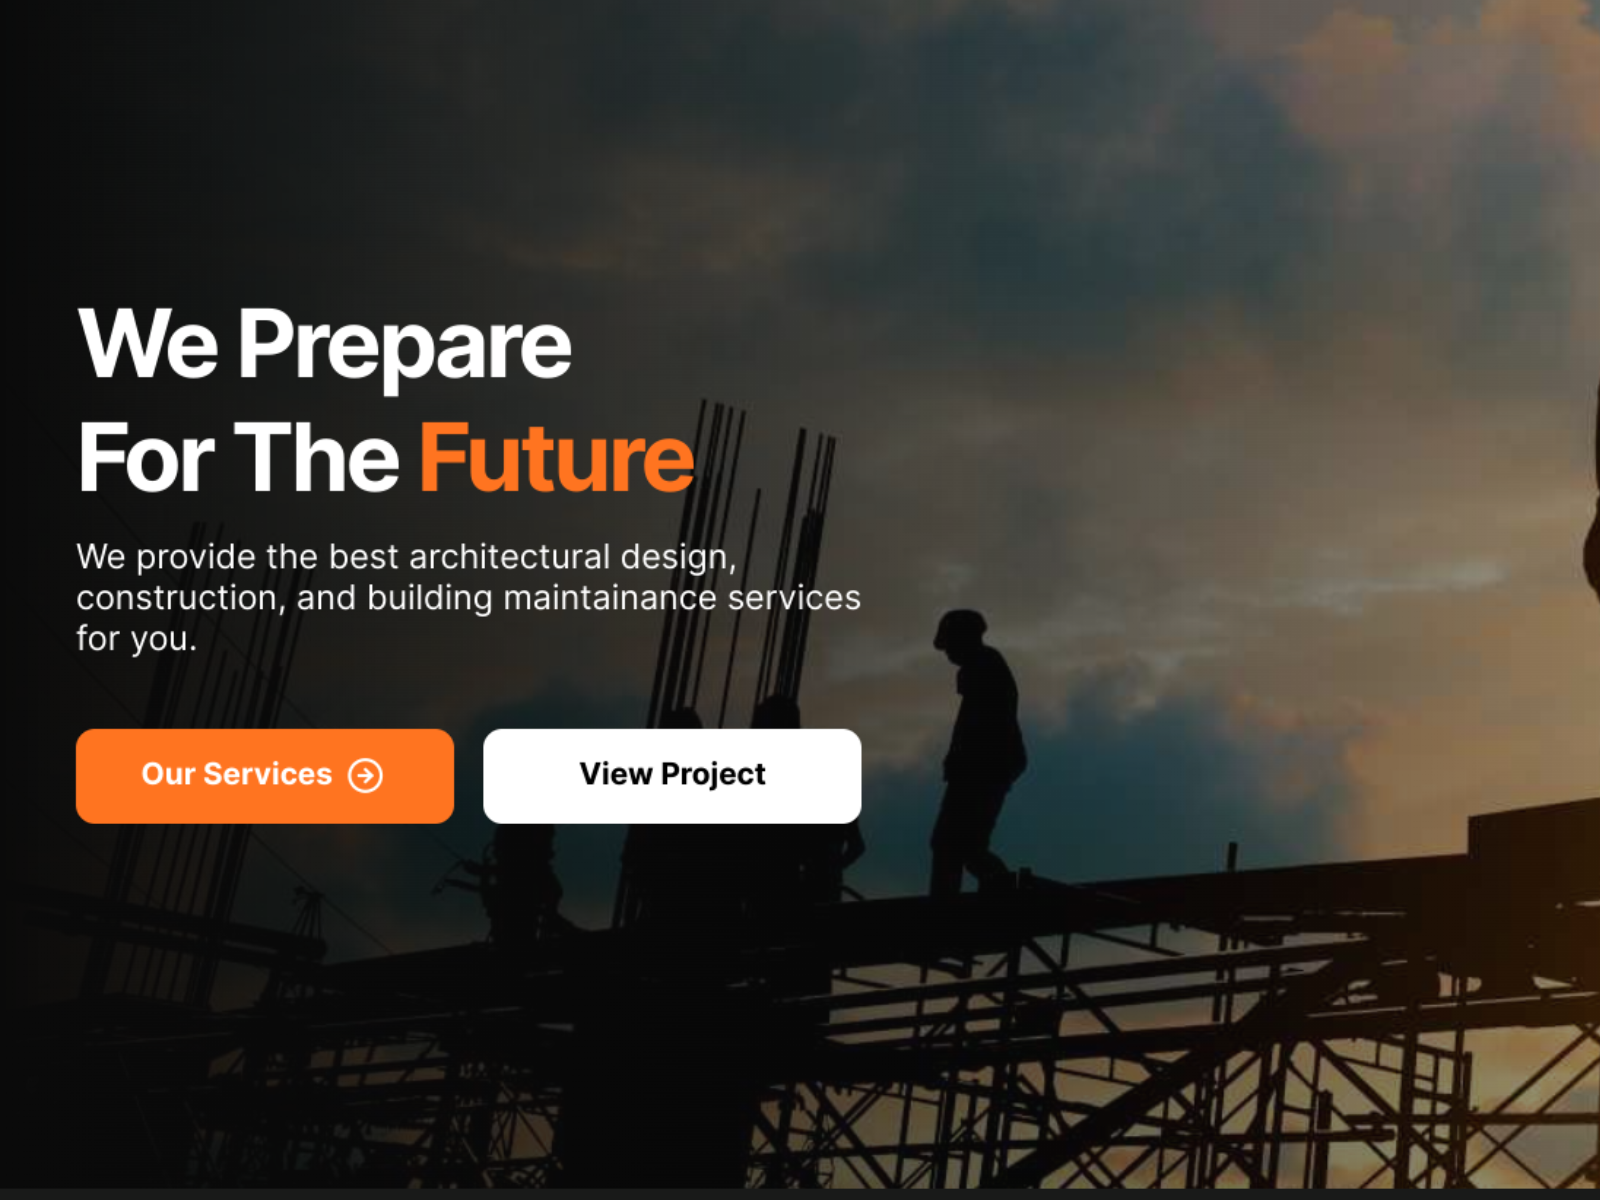 We Prepare
For The Future
We provide the best architectural design,
construction, and building maintainance services
for you.
Our Services
View Project